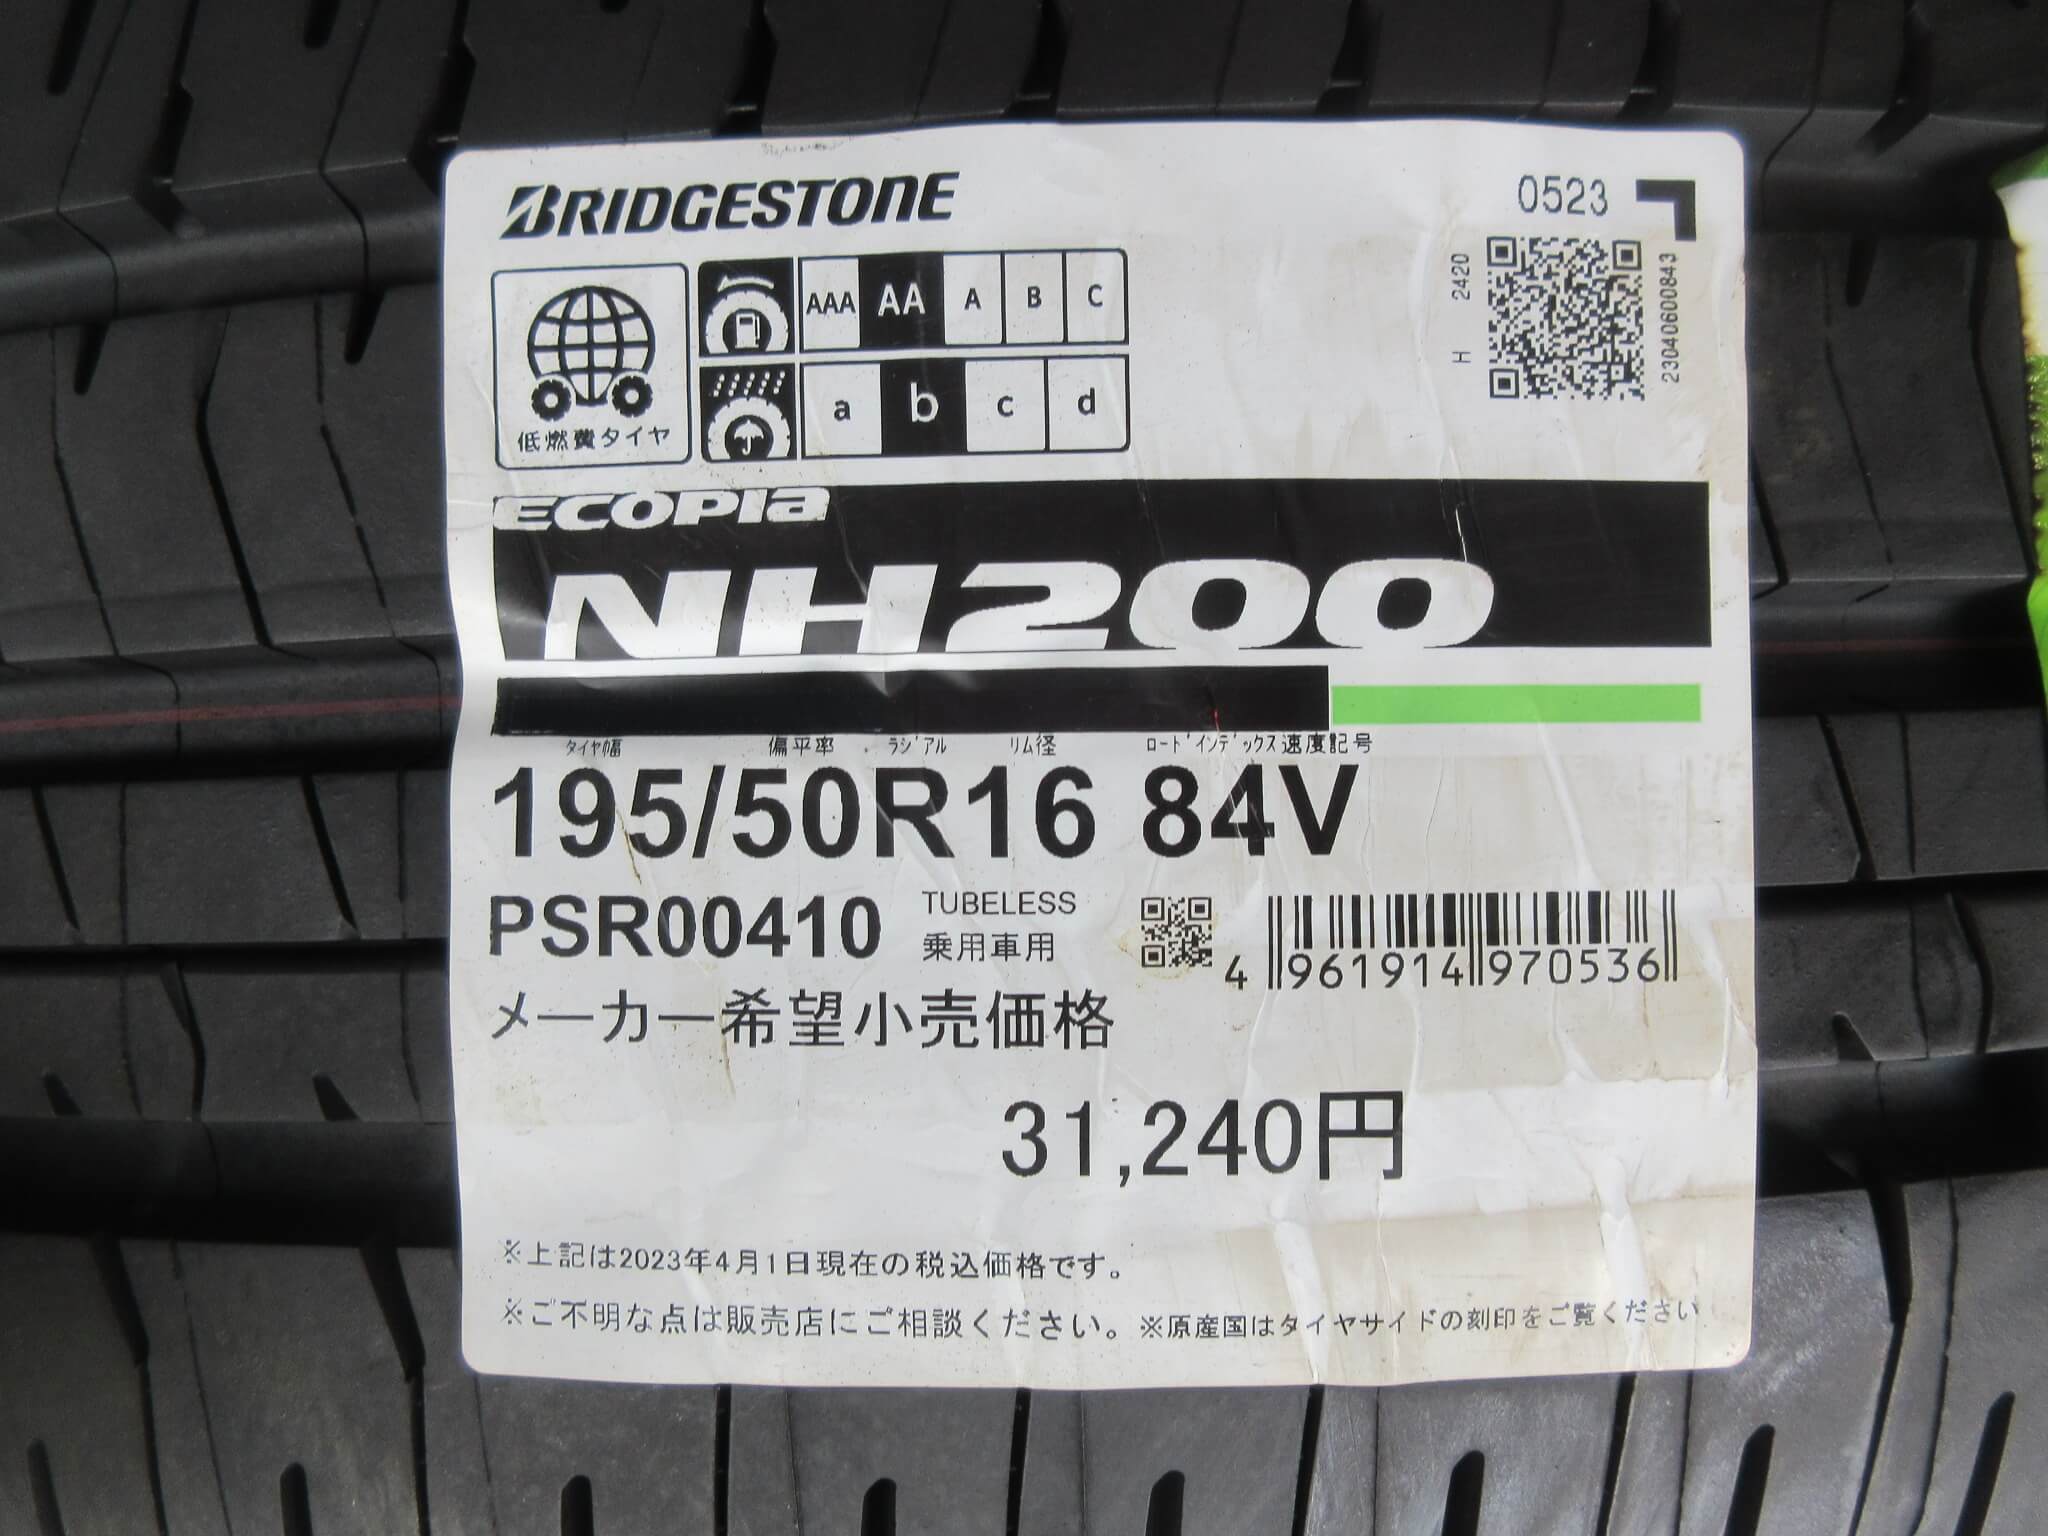 BRIDGESTONE
0523
H 2420
230406000843
AAA AA A B C
a b c d
低燃費タイヤ
ECOPIA
NH200
タイヤ幅 偏平率 ラジアル リム径 ロードインデックス速度記号
195/50R16 84V
PSR00410
TUBELESS
乗用車用
4 961914 970536
メーカー希望小売価格
31,240円
※上記は2023年4月1日現在の税込価格です。
※ご不明な点は販売店にご相談ください。※原産国はタイヤサイドの刻印をご覧ください